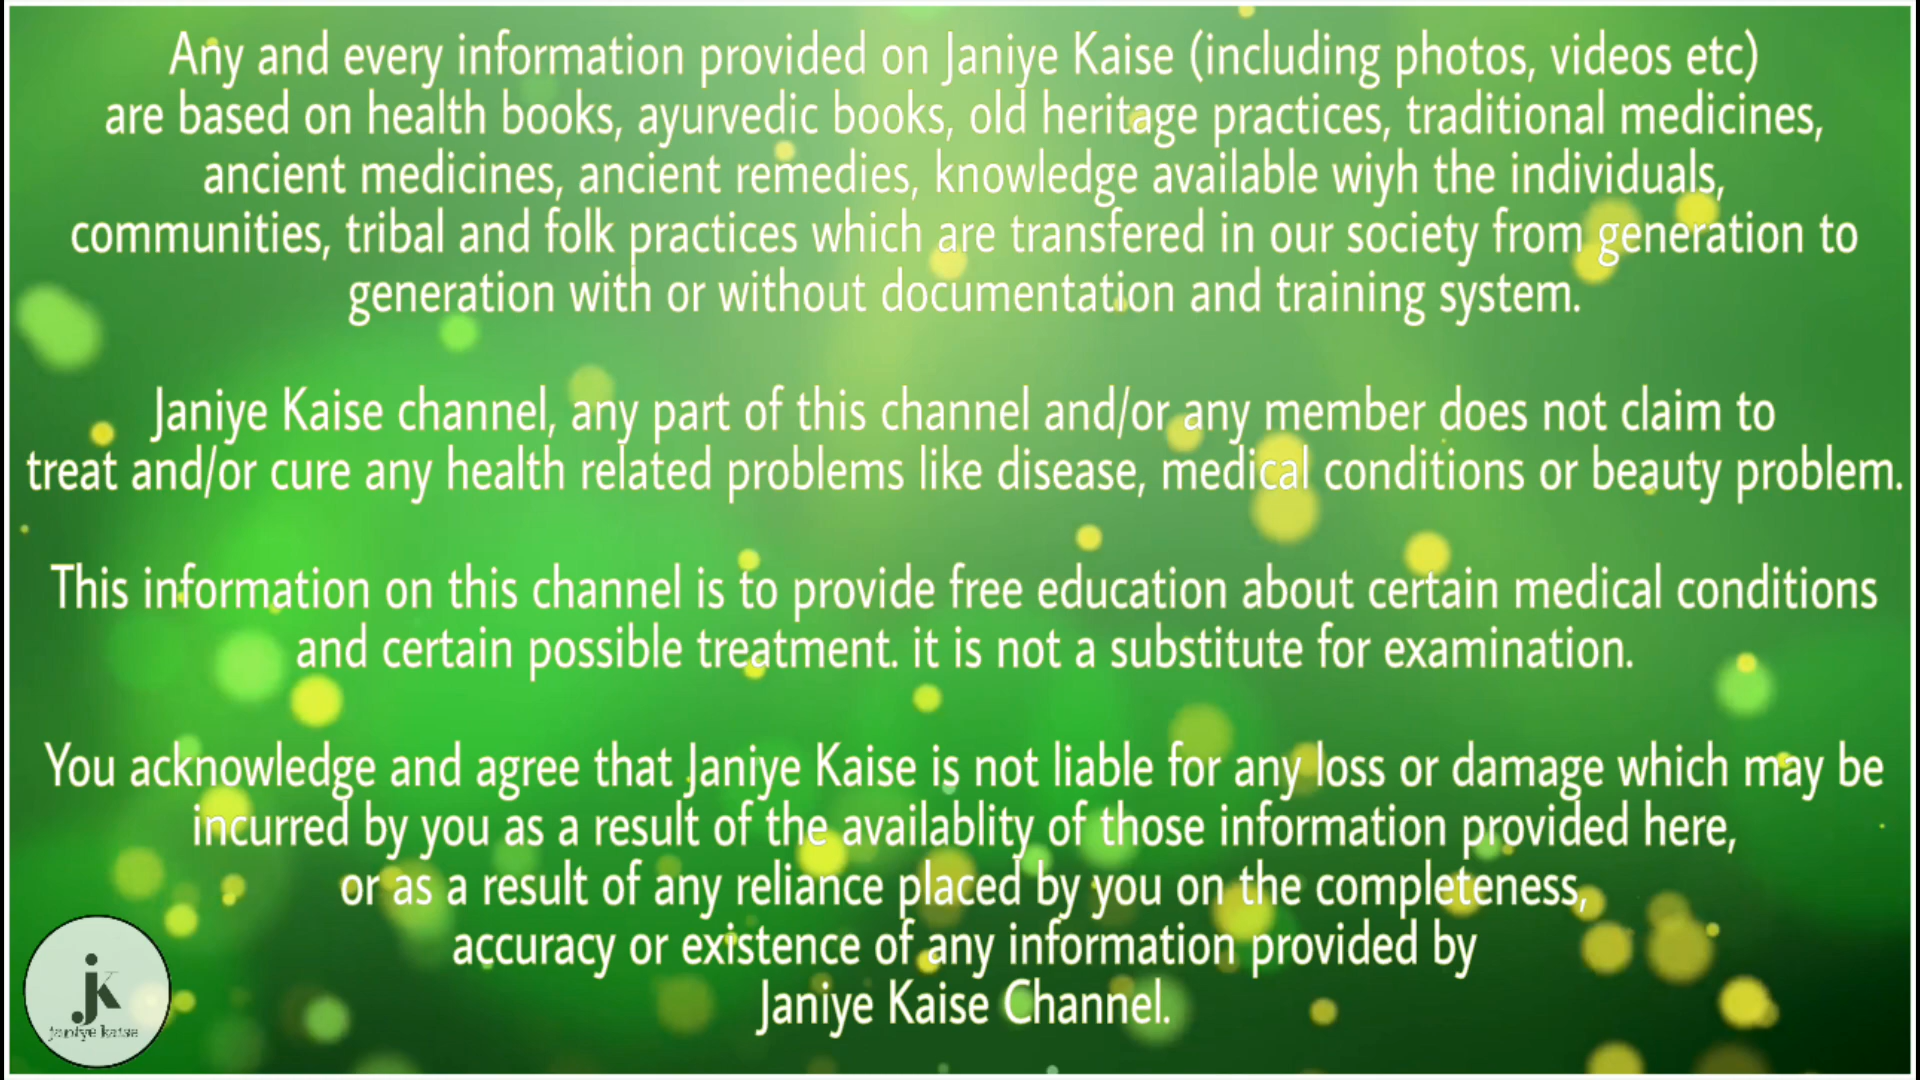 Any and every information provided on Janiye Kaise (including photos, videos etc)
are based on health books, ayurvedic books, old heritage practices, traditional medicines,
ancient medicines, ancient remedies, knowledge available wiyh the individuals,
communities, tribal and folk practices which are transfered in our society from generation to
generation with or without documentation and training system.
Janiye Kaise channel, any part of this channel and/or any member does not claim to
treat and/or cure any health related problems like disease, medical conditions or beauty problem.
This information on this channel is to provide free education about certain medical conditions
and certain possible treatment. it is not a substitute for examination.
You acknowledge and agree that Janiye Kaise is not liable for any loss or damage which may be
incurred by you as a result of the availablity of those information provided here,
or as a result of any reliance placed by you on the completeness,
accuracy or existence of any information provided by
Janiye Kaise Channel.
jK
janiye kaise